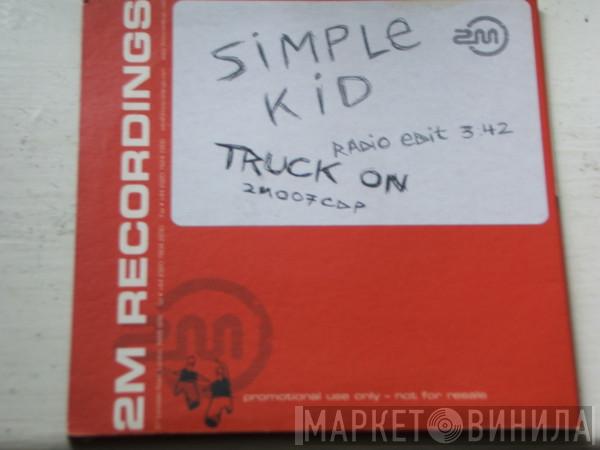 SiMPLe
KiD
RADio eDit 3:42
TRUCK ON
2M007CDP
2M
2M RECORDINGS
2M
promotional use only - not for resale
МАРКЕТ ВИНИЛА